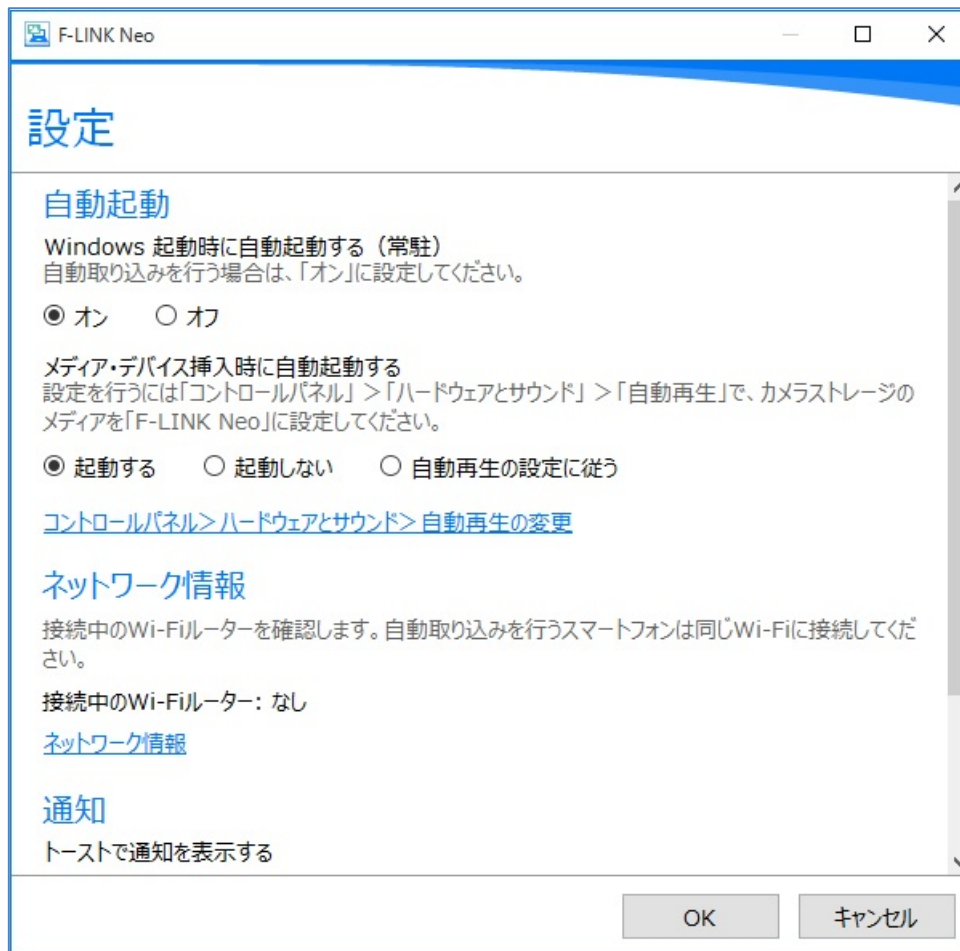 F-LINK Neo
設定
自動起動
Windows 起動時に自動起動する（常駐）
自動取り込みを行う場合は、「オン」に設定してください。
オン オフ
メディア・デバイス挿入時に自動起動する
設定を行うには「コントロールパネル」 ＞「ハードウェアとサウンド」 ＞「自動再生」で、カメラストレージの
メディアを「F-LINK Neo」に設定してください。
起動する 起動しない 自動再生の設定に従う
コントロールパネル＞ハードウェアとサウンド＞自動再生の変更
ネットワーク情報
接続中のWi-Fiルーターを確認します。自動取り込みを行うスマートフォンは同じWi-Fiに接続してくだ
さい。
接続中のWi-Fiルーター: なし
ネットワーク情報
通知
トーストで通知を表示する
OK キャンセル